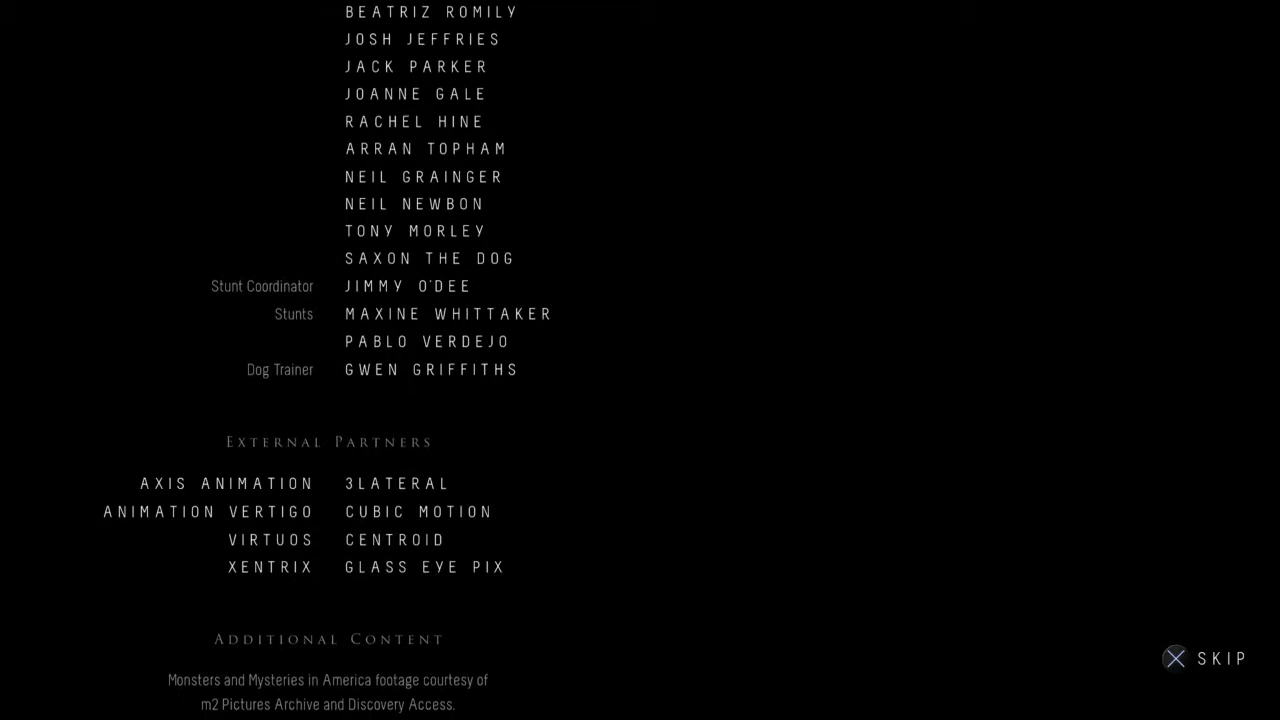 BEATRIZ ROMILY
JOSH JEFFRIES
JACK PARKER
JOANNE GALE
RACHEL HINE
ARRAN TOPHAM
NEIL GRAINGER
NEIL NEWBON
TONY MORLEY
SAXON THE DOG
Stunt Coordinator JIMMY O'DEE
Stunts MAXINE WHITTAKER
PABLO VERDEJO
Dog Trainer GWEN GRIFFITHS
EXTERNAL PARTNERS
AXIS ANIMATION 3LATERAL
ANIMATION VERTIGO CUBIC MOTION
VIRTUOS CENTROID
XENTRIX GLASS EYE PIX
ADDITIONAL CONTENT
SKIP
Monsters and Mysteries in America footage courtesy of
m2 Pictures Archive and Discovery Access.